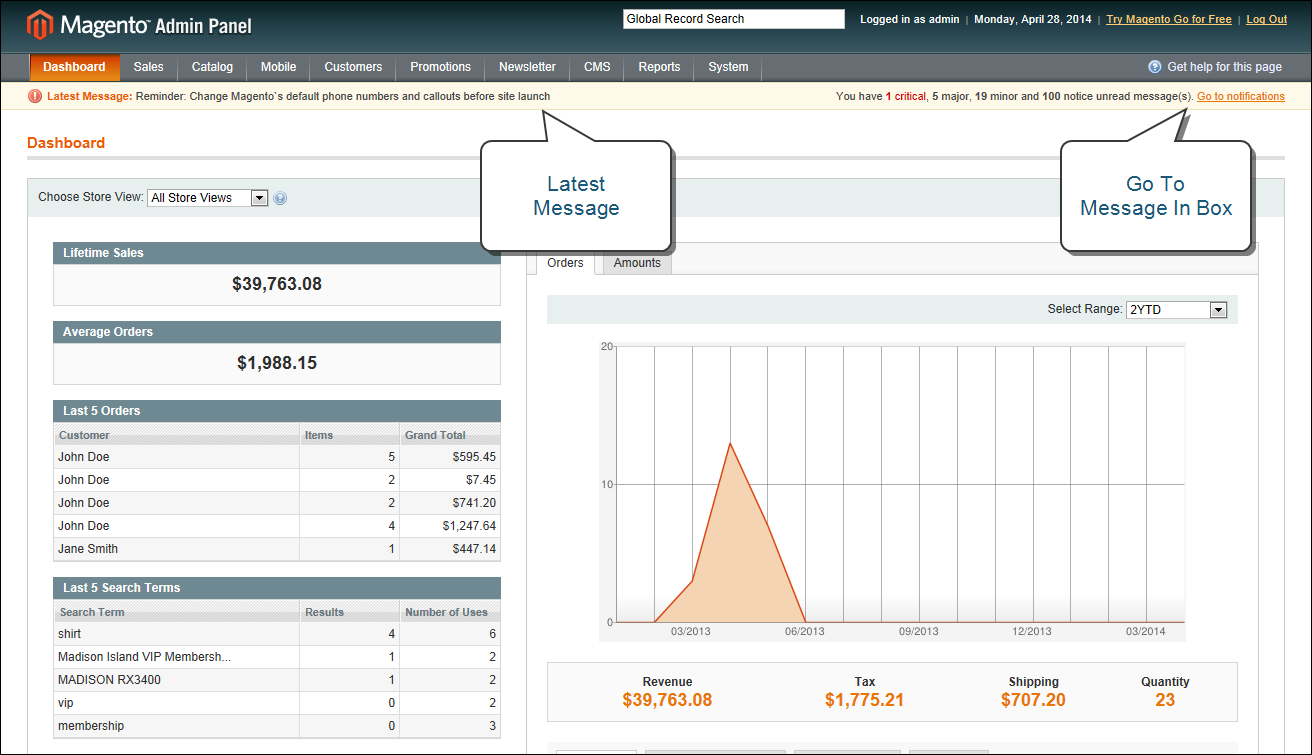 Magento™ Admin Panel
Global Record Search
Logged in as admin | Monday, April 28, 2014 | Try Magento Go for Free | Log Out
Dashboard Sales Catalog Mobile Customers Promotions Newsletter CMS Reports System Get help for this page
Latest Message: Reminder: Change Magento`s default phone numbers and callouts before site launch
You have 1 critical, 5 major, 19 minor and 100 notice unread message(s). Go to notifications
Dashboard
Latest
Message
Go To
Message In Box
Choose Store View: All Store Views
Lifetime Sales
$39,763.08
Average Orders
$1,988.15
Last 5 Orders
Customer Items Grand Total
John Doe 5 $595.45
John Doe 2 $7.45
John Doe 2 $741.20
John Doe 4 $1,247.64
Jane Smith 1 $447.14
Last 5 Search Terms
Search Term Results Number of Uses
shirt 4 6
Madison Island VIP Membersh... 1 2
MADISON RX3400 1 2
vip 0 2
membership 0 3
Orders Amounts
Select Range: 2YTD
20
10
0
03/2013 06/2013 09/2013 12/2013 03/2014
Revenue Tax Shipping Quantity
$39,763.08 $1,775.21 $707.20 23